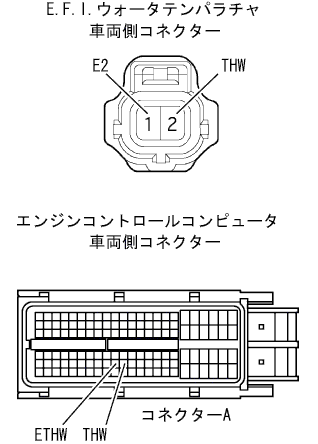 E.F.I.ウォータテンパラチャ
車両側コネクター
E2 THW
1 2
エンジンコントロールコンピュータ
車両側コネクター
コネクターA
ETHW THW